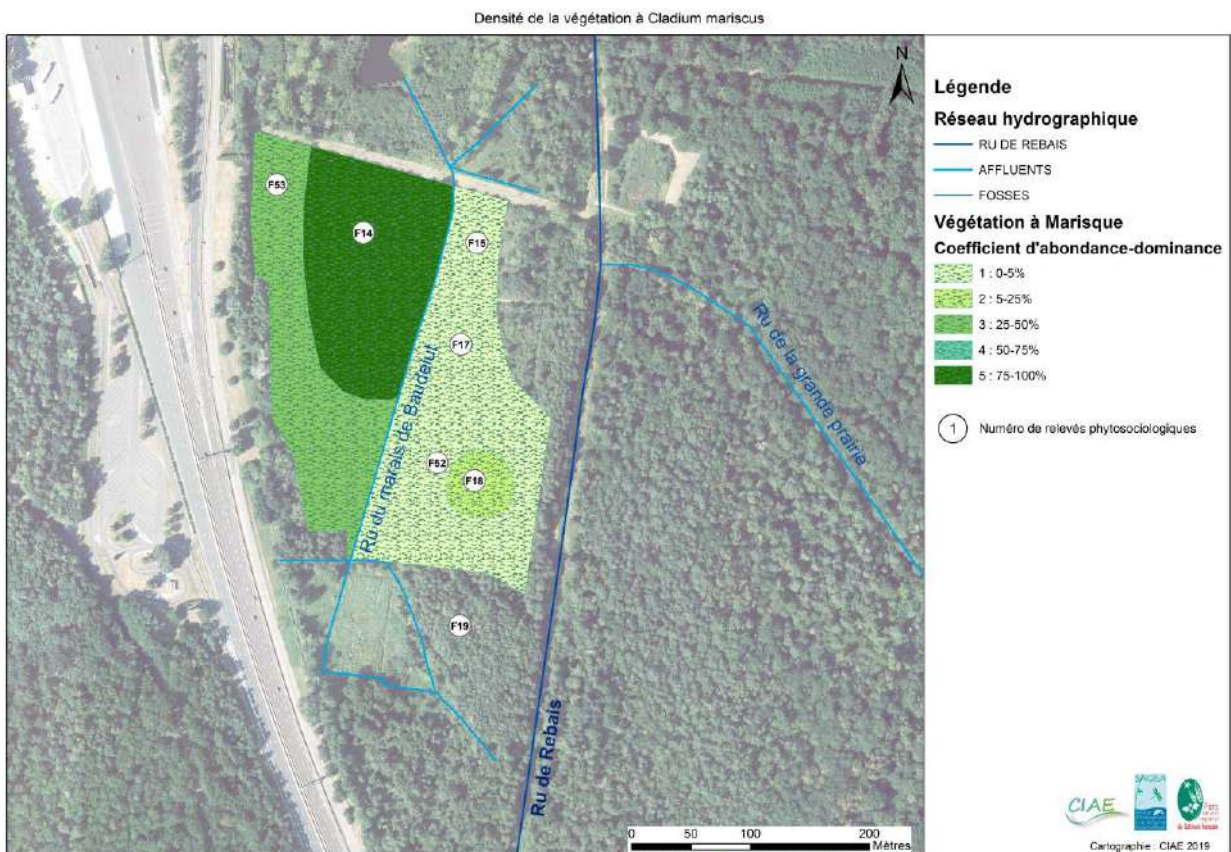 Densité de la végétation à Cladium mariscus
N
Légende
Réseau hydrographique
RU DE REBAIS
AFFLUENTS
FOSSES
Végétation à Marisque
Coefficient d'abondance-dominance
1 : 0-5%
2 : 5-25%
3 : 25-50%
4 : 50-75%
5 : 75-100%
1 Numéro de relevés phytosociologiques
F53
F14
F15
F17
F52
F18
F19
Ru du marais de Baudelut
Ru de la grande prairie
Ru de Rebais
0 50 100 200
Mètres
CIAE
Parc
Cartographie : CIAE 2019